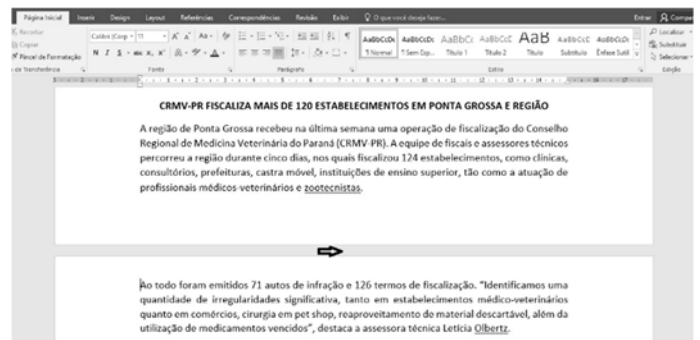 Página Inicial Inserir Design Layout Referências Correspondências Revisão Exibir O que você deseja fazer... Entrar Compar
Recortar Calibri (Corp 11 Localizar
Copiar Substituir
Pincel de Formatação Selecionar
AaBbCcDc AaBbCcDc AaBbCc AaBbCcC AaB AaBbCcC AaBbCcDc
¶ Normal ¶ Sem Esp... Título 1 Título 2 Título Subtítulo Ênfase Sutil
de Transferência Fonte Parágrafo Estilo Edição
CRMV-PR FISCALIZA MAIS DE 120 ESTABELECIMENTOS EM PONTA GROSSA E REGIÃO
A região de Ponta Grossa recebeu na última semana uma operação de fiscalização do Conselho
Regional de Medicina Veterinária do Paraná (CRMV-PR). A equipe de fiscais e assessores técnicos
percorreu a região durante cinco dias, nos quais fiscalizou 124 estabelecimentos, como clínicas,
consultórios, prefeituras, castra móvel, instituições de ensino superior, tão como a atuação de
profissionais médicos-veterinários e zootecnistas.
Ao todo foram emitidos 71 autos de infração e 126 termos de fiscalização. “Identificamos uma
quantidade de irregularidades significativa, tanto em estabelecimentos médico-veterinários
quanto em comércios, cirurgia em pet shop, reaproveitamento de material descartável, além da
utilização de medicamentos vencidos”, destaca a assessora técnica Letícia Olbertz.